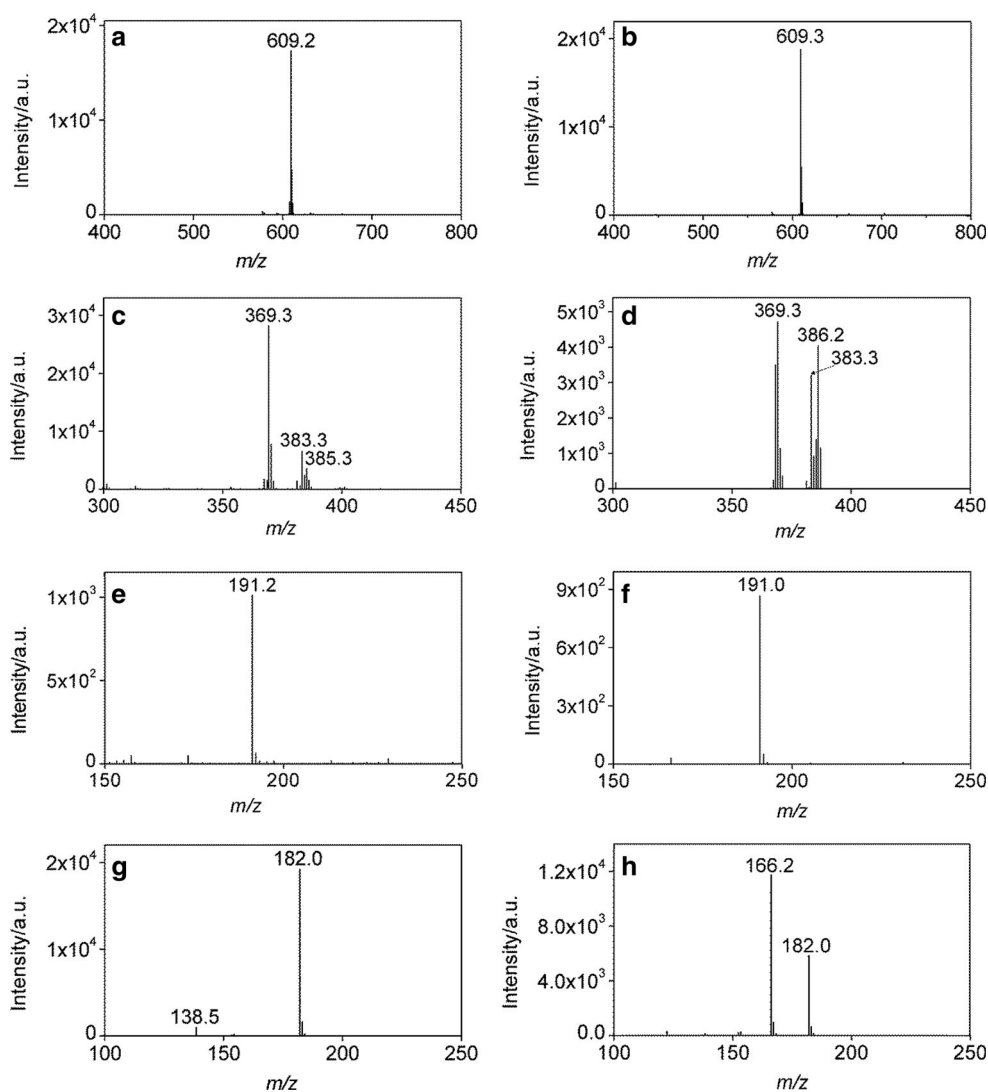 a
609.2
2x10⁴
1x10⁴
0
Intensity/a.u.
400 500 600 700 800
m/z
b
609.3
2x10⁴
1x10⁴
0
Intensity/a.u.
400 500 600 700 800
m/z
c
369.3
383.3
385.3
3x10⁴
2x10⁴
1x10⁴
0
Intensity/a.u.
300 350 400 450
m/z
d
369.3
386.2
383.3
5x10³
4x10³
3x10³
2x10³
1x10³
0
Intensity/a.u.
300 350 400 450
m/z
e
191.2
1x10³
5x10²
0
Intensity/a.u.
150 200 250
m/z
f
191.0
9x10²
6x10²
3x10²
0
Intensity/a.u.
150 200 250
m/z
g
182.0
138.5
2x10⁴
1x10⁴
0
Intensity/a.u.
100 150 200 250
m/z
h
166.2
182.0
1.2x10⁴
8.0x10³
4.0x10³
0.0
Intensity/a.u.
100 150 200 250
m/z